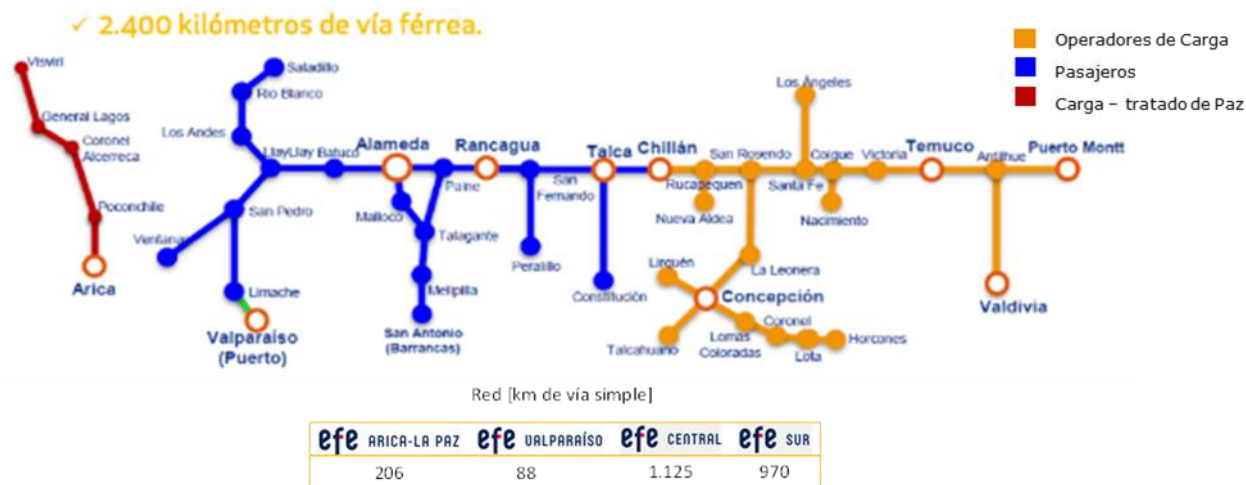 ✓ 2.400 kilómetros de vía férrea.
Operadores de Carga
Pasajeros
Carga – tratado de Paz
Visviri
General Lagos
Coronel
Alcerreca
Poconchile
Arica
Saladillo
Rio Blanco
Los Andes
LlayLlay
Batuco
San Pedro
Ventanas
Limache
Valparaíso
(Puerto)
Alameda
Malloco
Paine
Talagante
Melipilla
San Antonio
(Barrancas)
Rancagua
San
Fernando
Peralillo
Talca
Constitución
Chillán
Rucapequen
Nueva Aldea
San Rosendo
La Leonera
Lirquén
Concepción
Talcahuano
Lomas
Coloradas
Coronel
Lota
Horcones
Los Ángeles
Santa Fe
Coigue
Nacimiento
Victoria
Temuco
Antilhue
Valdivia
Puerto Montt
Red [km de vía simple]
efe ARICA-LA PAZ efe VALPARAÍSO efe CENTRAL efe SUR
206 88 1.125 970